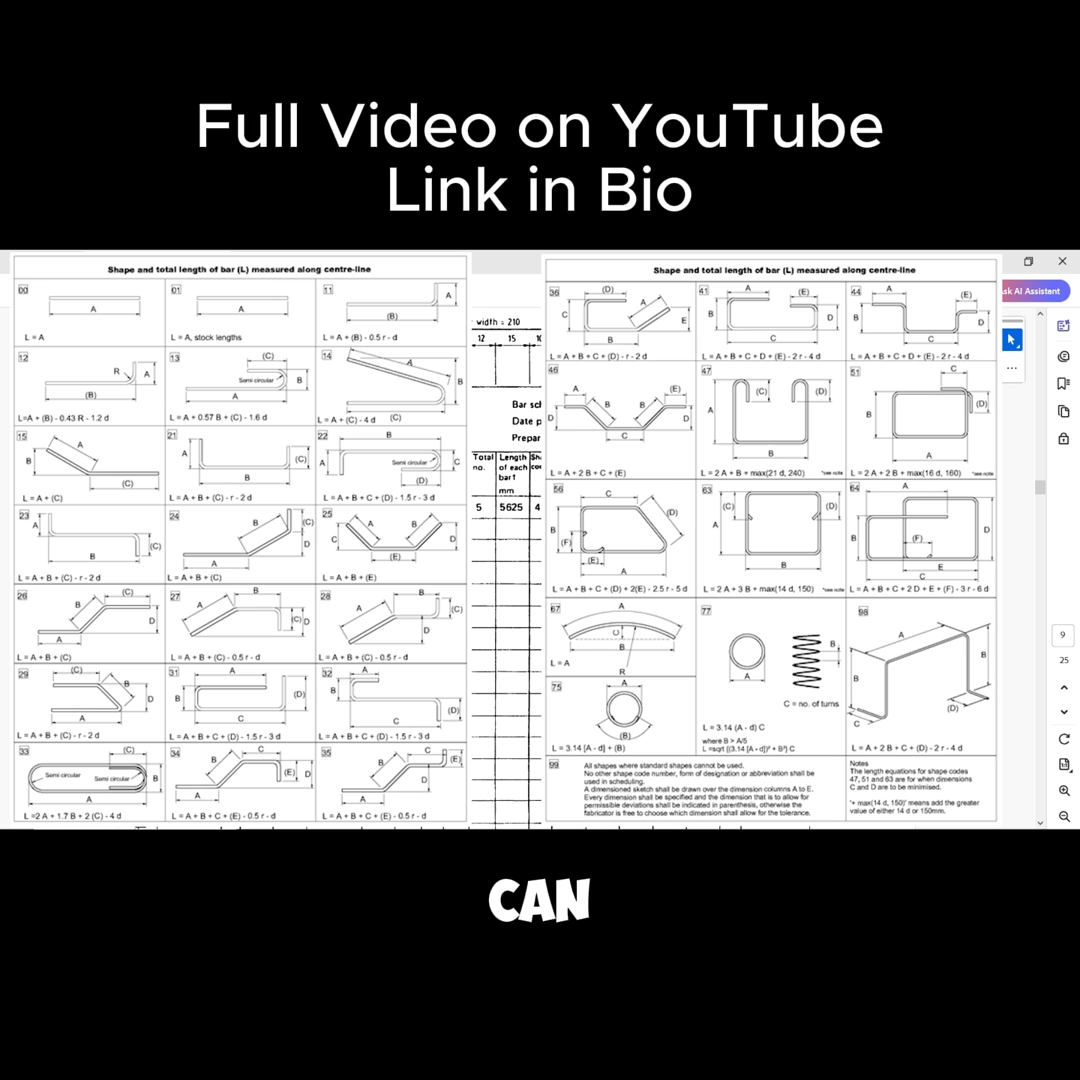 Full Video on YouTube
Link in Bio
Shape and total length of bar (L) measured along centre-line
00
A
L = A
01
A
L = A, stock lengths
11
A
(B)
L = A + (B) - 0.5 r - d
12
R
A
(B)
L=A + (B) - 0.43 R - 1.2 d
13
(C)
Semi circular
B
A
L = A + 0.57 B + (C) - 1.6 d
14
A
B
(C)
L = A + (C) - 4 d
15
A
B
(C)
L = A + (C)
21
A
(C)
B
L = A + B + (C) - r - 2 d
22
B
A
Semi circular
C
(D)
L = A + B + C + (D) - 1.5 r - 3 d
23
A
(C)
B
L = A + B + (C) - r - 2 d
24
B
(C)
D
A
L = A + B + (C)
25
A
B
C
D
(E)
L = A + B + (E)
26
(C)
B
D
A
L = A + B + (C)
27
B
A
(C)
D
L = A + B + (C) - 0.5 r - d
28
B
A
(C)
D
L = A + B + (C) - 0.5 r - d
29
(C)
B
D
A
L = A + B + (C) - r - 2 d
31
A
B
(D)
C
L = A + B + C + (D) - 1.5 r - 3 d
32
A
B
(D)
C
L = A + B + C + (D) - 1.5 r - 3 d
33
(C)
Semi circular
Semi circular
B
A
L =2 A + 1.7 B + 2 (C) - 4 d
34
C
B
(E)
D
A
L = A + B + C + (E) - 0.5 r - d
35
C
(E)
B
D
A
L = A + B + C + (E) - 0.5 r - d
width = 210
12 15
Bar sch
Date p
Prepar
Total Length Sh
no. of each co
bar†
mm
5 5625 4
Shape and total length of bar (L) measured along centre-line
36
(D)
A
C
E
B
L = A + B + C + (D) - r - 2 d
41
A
(E)
B
D
C
L = A + B + C + D + (E) - 2 r - 4 d
44
A
(E)
B
D
C
L = A + B + C + D + (E) - 2 r - 4 d
46
A
(E)
B
B
D
D
C
L = A + 2 B + C + (E)
47
(C)
(D)
A
B
L = 2 A + B + max(21 d, 240) *see note
51
C
(D)
B
A
L = 2 A + 2 B + max(16 d, 160) *see note
56
C
(D)
B
(F)
(E)
A
L = A + B + C + (D) + 2(E) - 2.5 r - 5 d
63
(C)
(D)
A
B
L = 2 A + 3 B + max(14 d, 150) *see note
64
A
B
D
(F)
E
C
L = A + B + C + 2 D + E + (F) - 3 r - 6 d
67
A
C
B
R
L = A
75
A
(B)
L = 3.14 [A - d] + (B)
77
A
B
C = no. of turns
L = 3.14 (A - d) C
where B > A/5
L =sqrt ((3.14 [A - d])² + B²) C
98
A
B
B
C
(D)
L = A + 2 B + C + (D) - 2 r - 4 d
99
All shapes where standard shapes cannot be used.
No other shape code number, form of designation or abbreviation shall be
used in scheduling.
A dimensioned sketch shall be drawn over the dimension columns A to E.
Every dimension shall be specified and the dimension that is to allow for
permissible deviations shall be indicated in parenthesis, otherwise the
fabricator is free to choose which dimension shall allow for the tolerance.
Notes
The length equations for shape codes
47, 51 and 63 are for when dimensions
C and D are to be minimised.
'+ max(14 d, 150)' means add the greater
value of either 14 d or 150mm.
sk AI Assistant
9
25
CAN